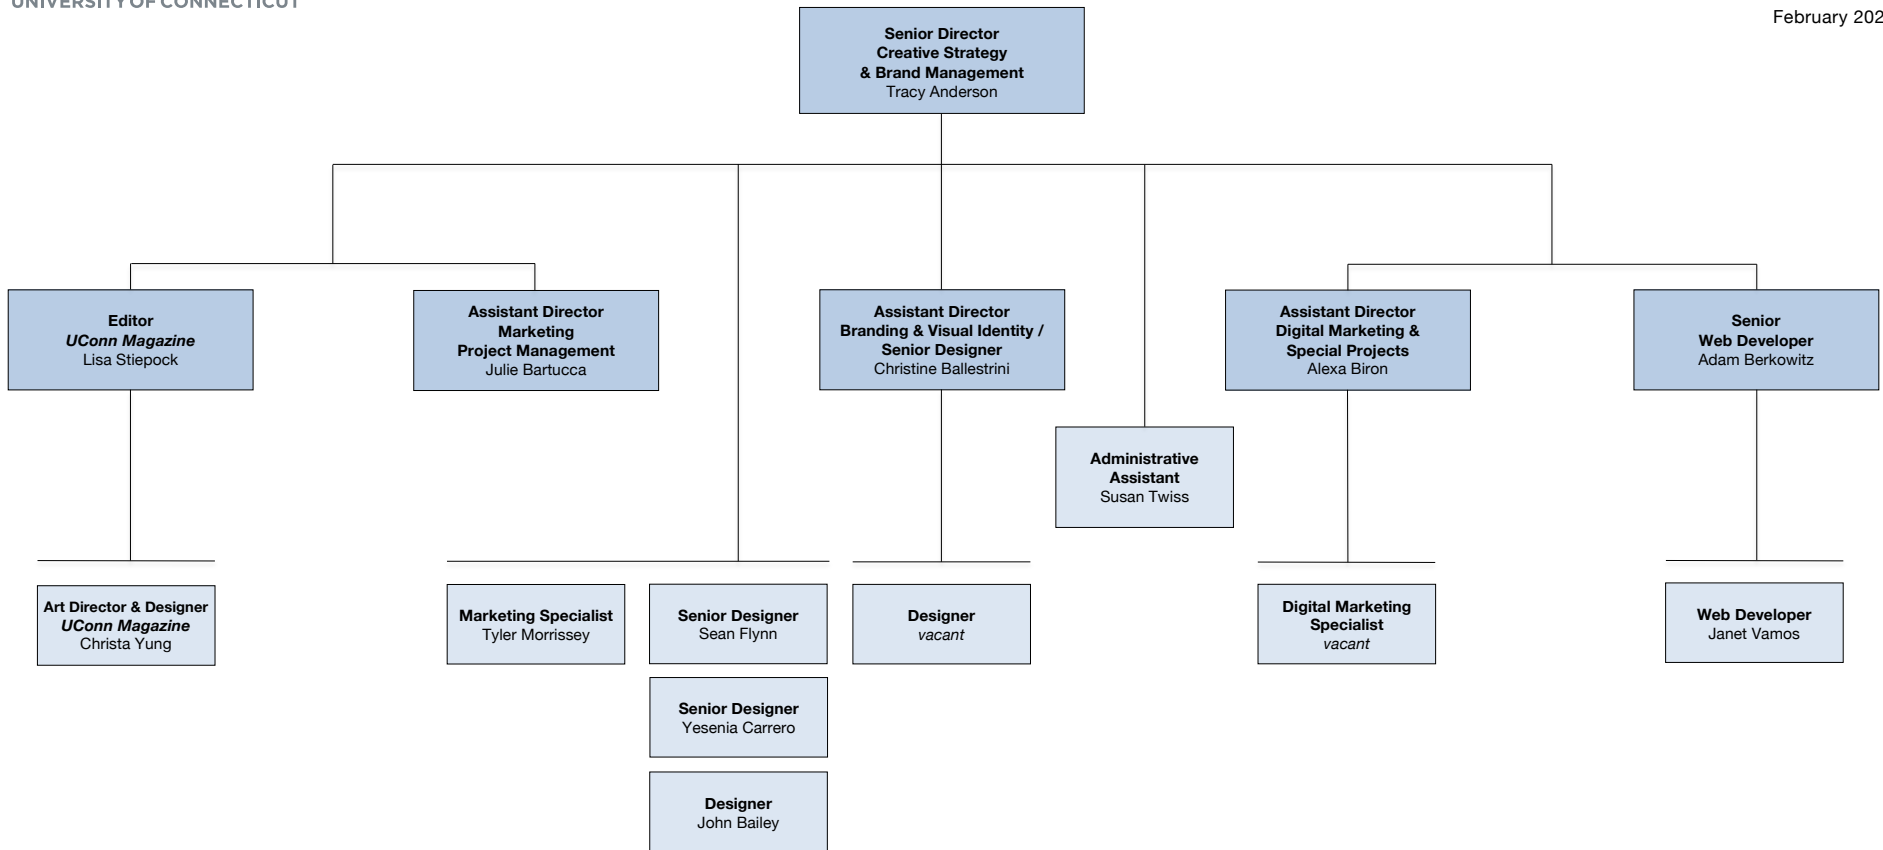 UNIVERSITY OF CONNECTICUT
February 202
Senior Director
Creative Strategy
& Brand Management
Tracy Anderson
Editor
UConn Magazine
Lisa Stiepock
Assistant Director
Marketing
Project Management
Julie Bartucca
Assistant Director
Branding & Visual Identity /
Senior Designer
Christine Ballestrini
Assistant Director
Digital Marketing &
Special Projects
Alexa Biron
Senior
Web Developer
Adam Berkowitz
Administrative
Assistant
Susan Twiss
Art Director & Designer
UConn Magazine
Christa Yung
Marketing Specialist
Tyler Morrissey
Senior Designer
Sean Flynn
Designer
vacant
Digital Marketing
Specialist
vacant
Web Developer
Janet Vamos
Senior Designer
Yesenia Carrero
Designer
John Bailey